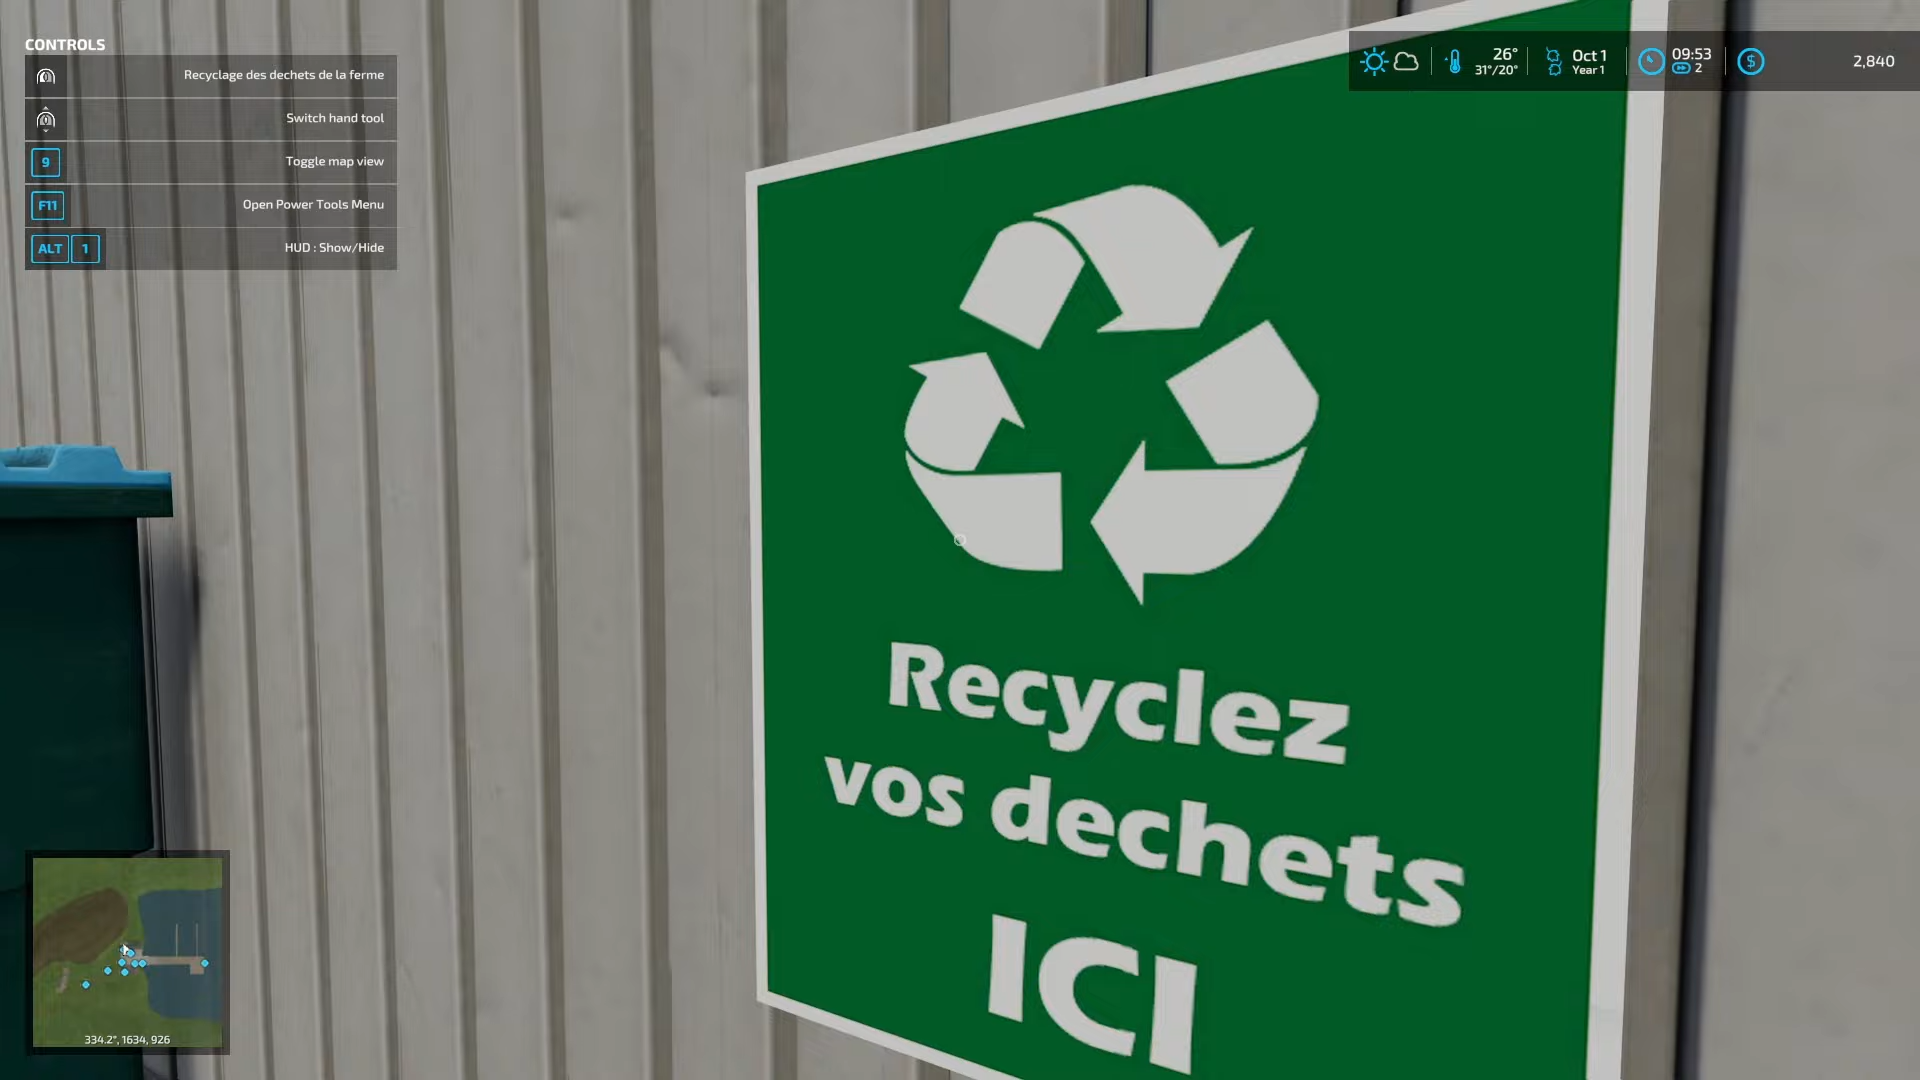 CONTROLS
Recyclage des dechets de la ferme
Switch hand tool
9 Toggle map view
F11 Open Power Tools Menu
ALT 1 HUD : Show/Hide
26°
31°/20°
Oct 1
Year 1
09:53
2
$ 2,840
Recyclez
vos dechets
ICI
334.2°, 1634, 926